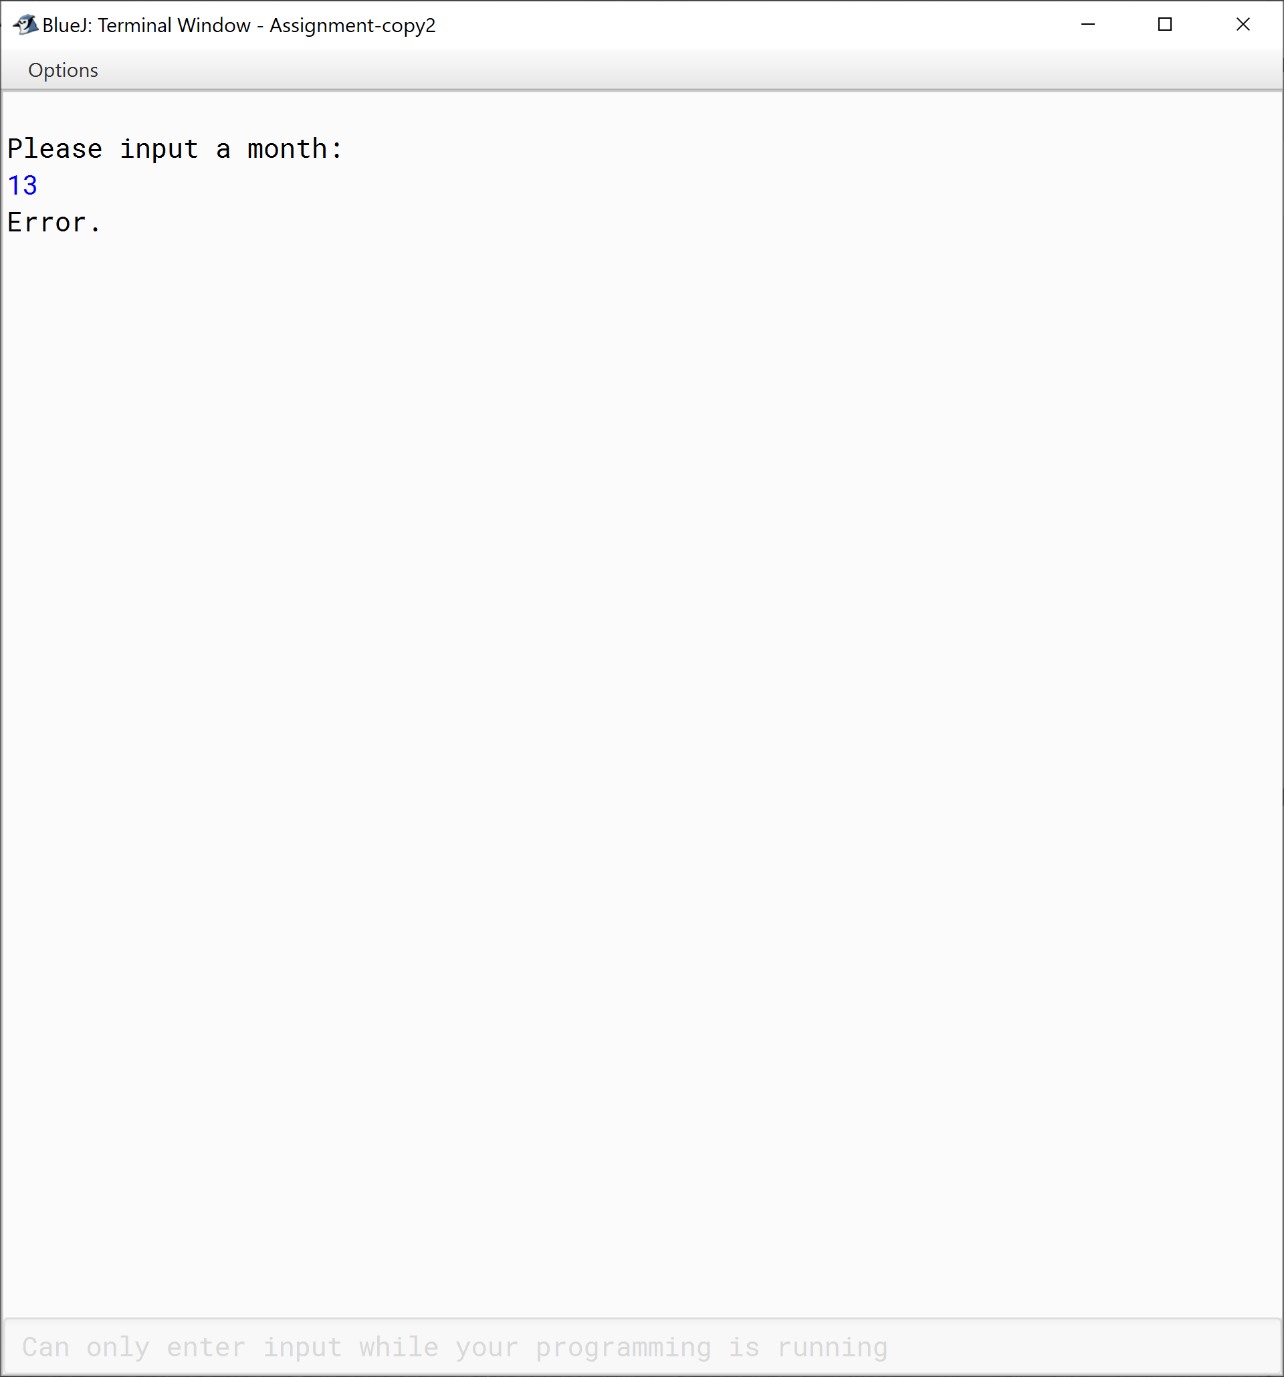 BlueJ: Terminal Window - Assignment-copy2
Options
Please input a month:
13
Error.
Can only enter input while your programming is running